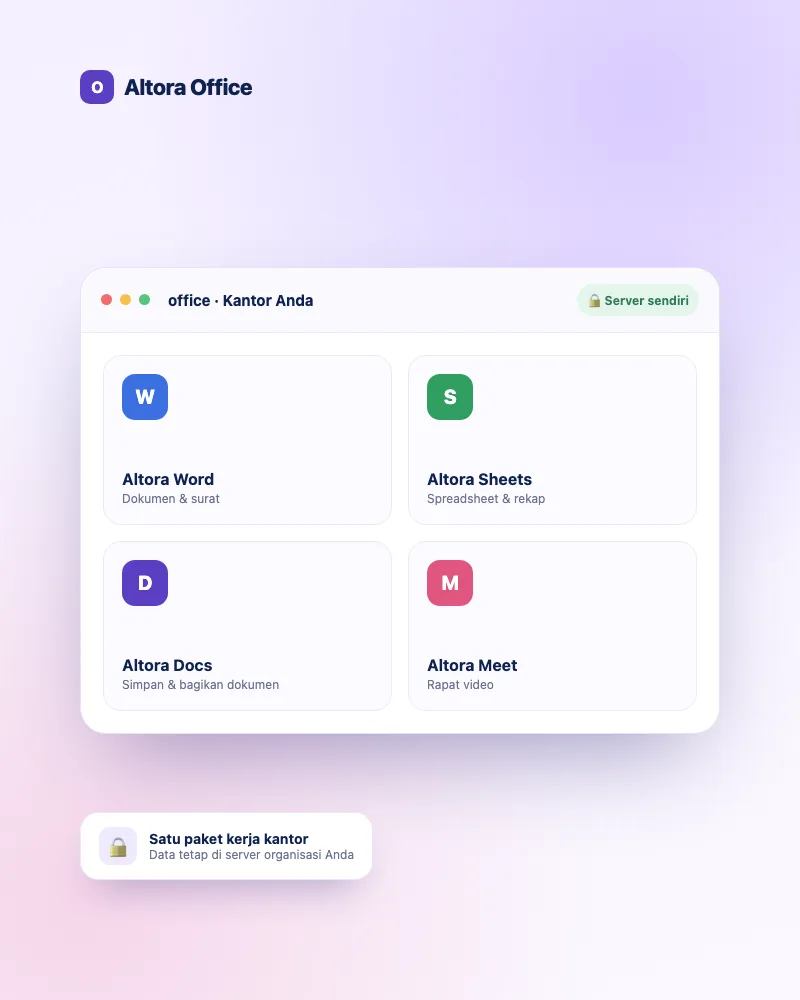 O Altora Office
office · Kantor Anda
🔒 Server sendiri
W
Altora Word
Dokumen & surat
S
Altora Sheets
Spreadsheet & rekap
D
Altora Docs
Simpan & bagikan dokumen
M
Altora Meet
Rapat video
Satu paket kerja kantor
Data tetap di server organisasi Anda